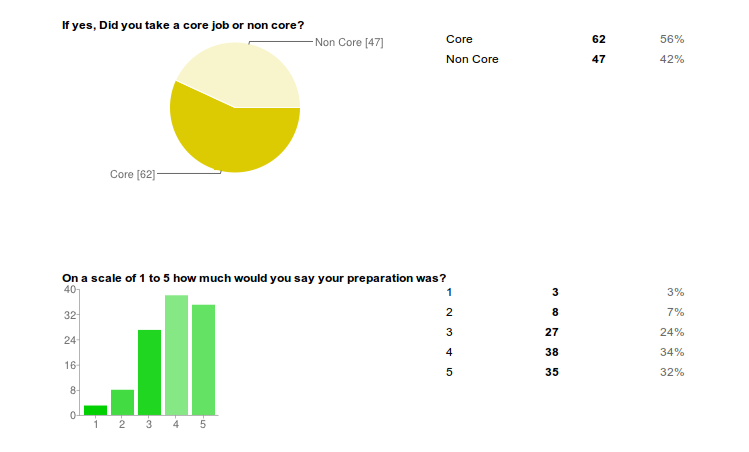 If yes, Did you take a core job or non core?
Non Core [47]
Core [62]
Core 62 56%
Non Core 47 42%
On a scale of 1 to 5 how much would you say your preparation was?
40
32
24
16
8
0
1 2 3 4 5
1 3 3%
2 8 7%
3 27 24%
4 38 34%
5 35 32%